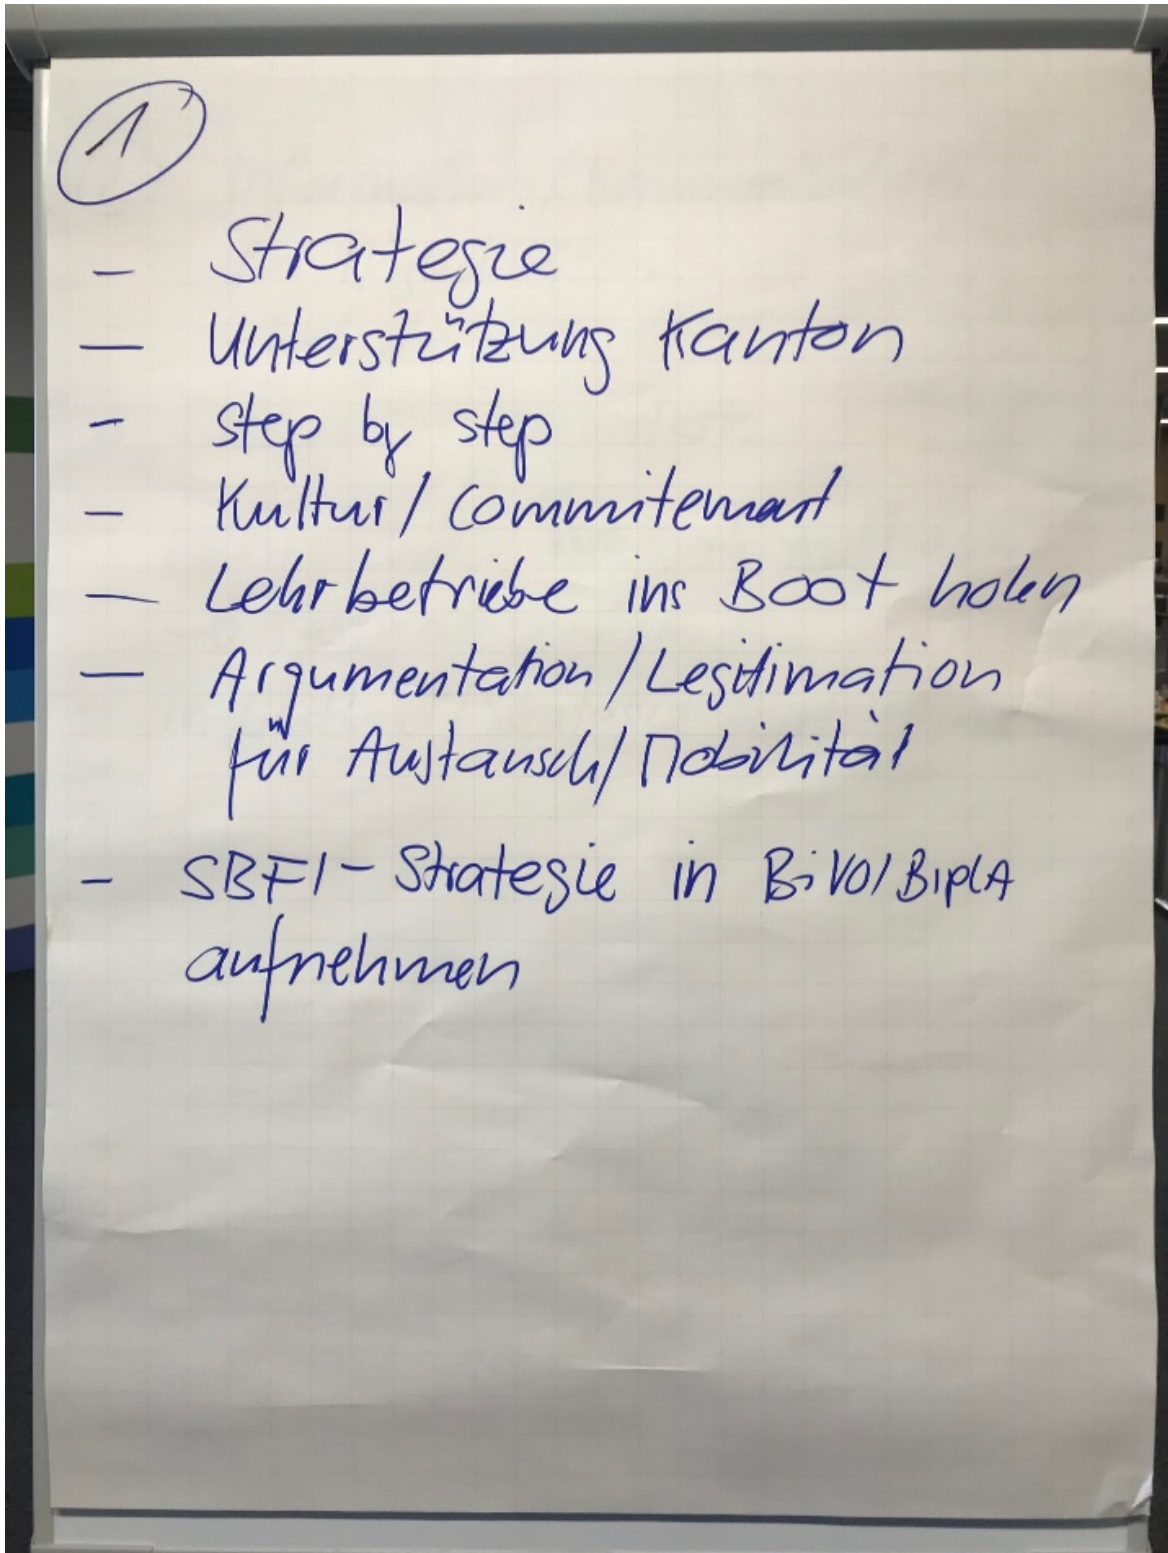 1
- Strategie
- Unterstützung Kanton
- step by step
- Kultur / Commitement
- Lehrbetriebe ins Boot holen
- Argumentation / Legitimation
für Austausch / Mobilität
- SBFI - Strategie in BiVO / BiplA
aufnehmen